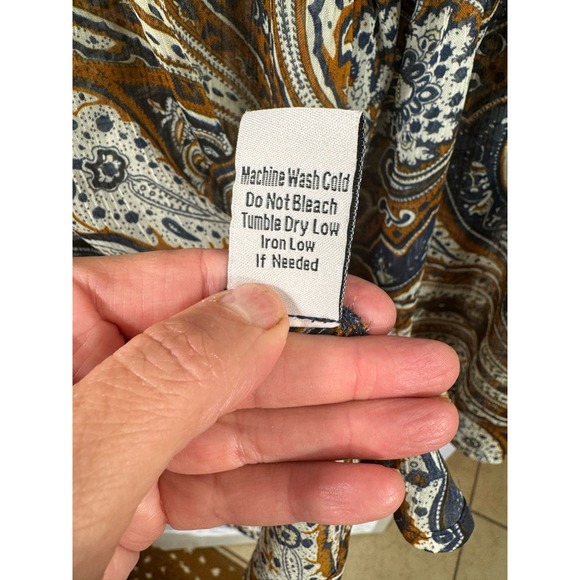 Machine Wash Cold
Do Not Bleach
Tumble Dry Low
Iron Low
If Needed